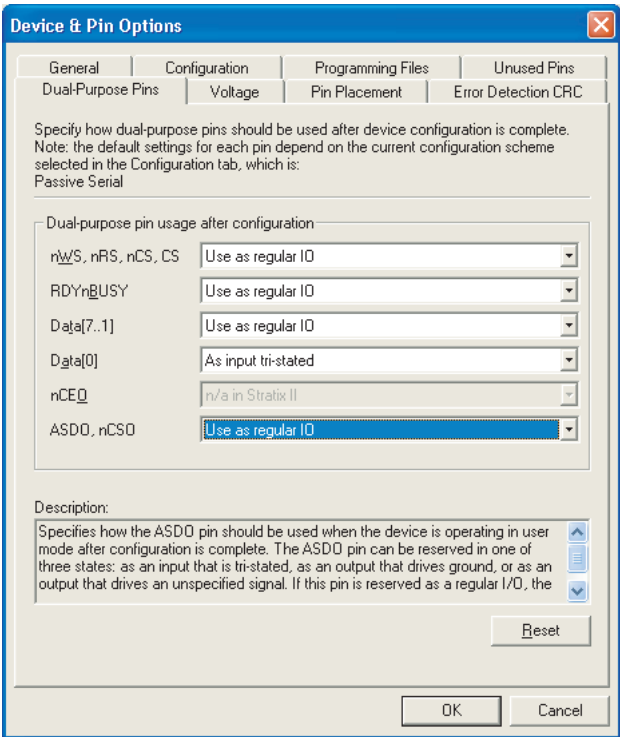 Device & Pin Options
General Configuration Programming Files Unused Pins
Dual-Purpose Pins Voltage Pin Placement Error Detection CRC
Specify how dual-purpose pins should be used after device configuration is complete.
Note: the default settings for each pin depend on the current configuration scheme
selected in the Configuration tab, which is:
Passive Serial
Dual-purpose pin usage after configuration
nWS, nRS, nCS, CS Use as regular IO
RDYnBUSY Use as regular IO
Data[7..1] Use as regular IO
Data[0] As input tri-stated
nCEO n/a in Stratix II
ASDO, nCSO Use as regular IO
Description:
Specifies how the ASDO pin should be used when the device is operating in user
mode after configuration is complete. The ASDO pin can be reserved in one of
three states: as an input that is tri-stated, as an output that drives ground, or as an
output that drives an unspecified signal. If this pin is reserved as a regular I/O, the
Reset
OK Cancel